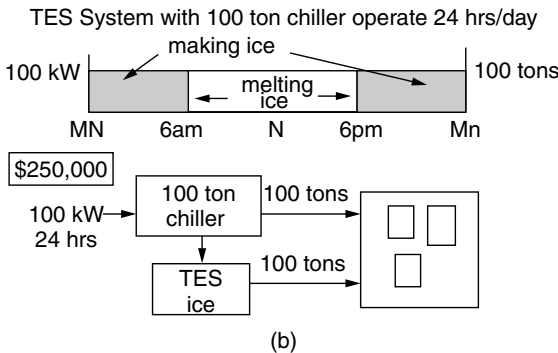 TES System with 100 ton chiller operate 24 hrs/day
making ice
100 kW
100 tons
melting
ice
MN
6am
N
6pm
Mn
$250,000
100 kW
24 hrs
100 ton
chiller
100 tons
TES
ice
100 tons
(b)